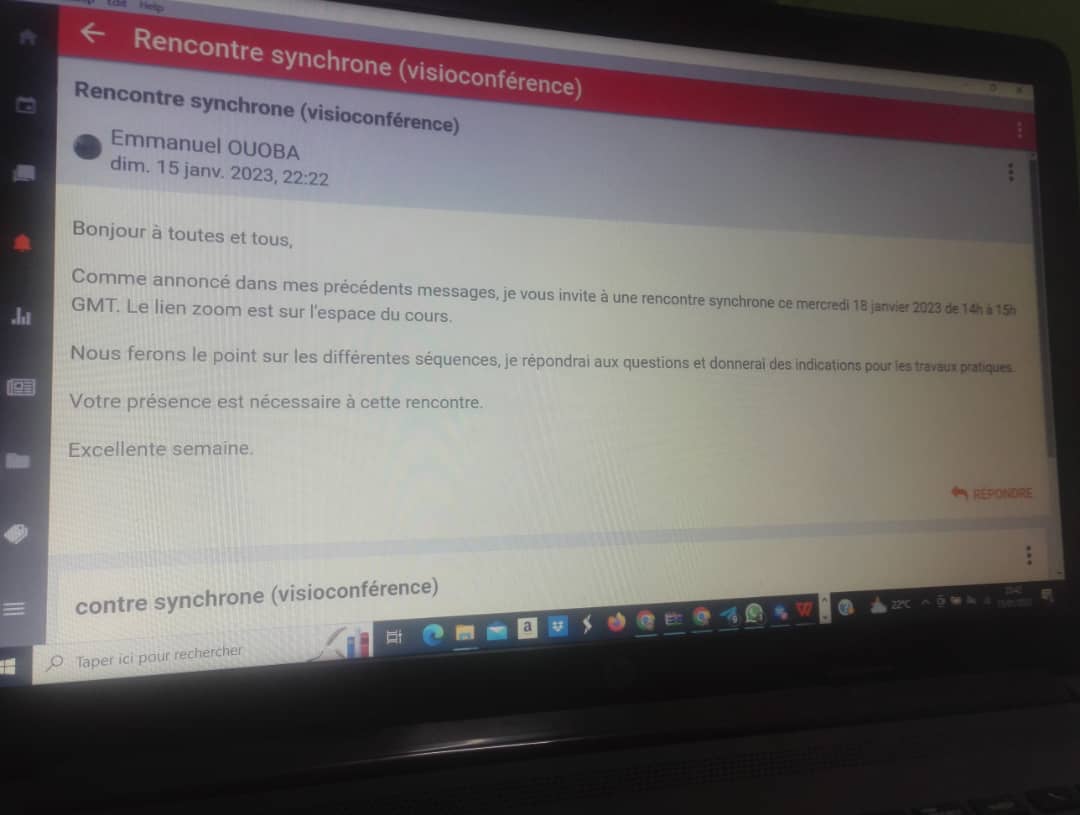 Edit Help
Rencontre synchrone (visioconférence)
Rencontre synchrone (visioconférence)
Emmanuel OUOBA
dim. 15 janv. 2023, 22:22
Bonjour à toutes et tous,
Comme annoncé dans mes précédents messages, je vous invite à une rencontre synchrone ce mercredi 18 janvier 2023 de 14h à 15h
GMT. Le lien zoom est sur l'espace du cours.
Nous ferons le point sur les différentes séquences, je répondrai aux questions et donnerai des indications pour les travaux pratiques.
Votre présence est nécessaire à cette rencontre.
Excellente semaine.
RÉPONDRE
contre synchrone (visioconférence)
Taper ici pour rechercher
a
22°C